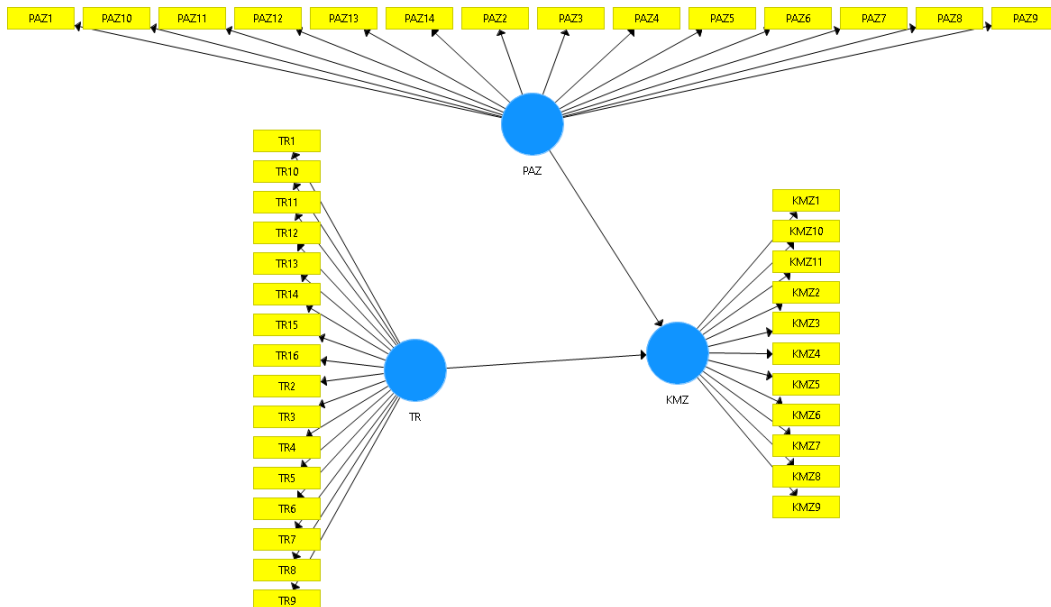 PAZ1 PAZ10 PAZ11 PAZ12 PAZ13 PAZ14 PAZ2 PAZ3 PAZ4 PAZ5 PAZ6 PAZ7 PAZ8 PAZ9
PAZ
TR1
TR10
TR11
TR12
TR13
TR14
TR15
TR16
TR2
TR3
TR4
TR5
TR6
TR7
TR8
TR9
TR
KMZ
KMZ1
KMZ10
KMZ11
KMZ2
KMZ3
KMZ4
KMZ5
KMZ6
KMZ7
KMZ8
KMZ9